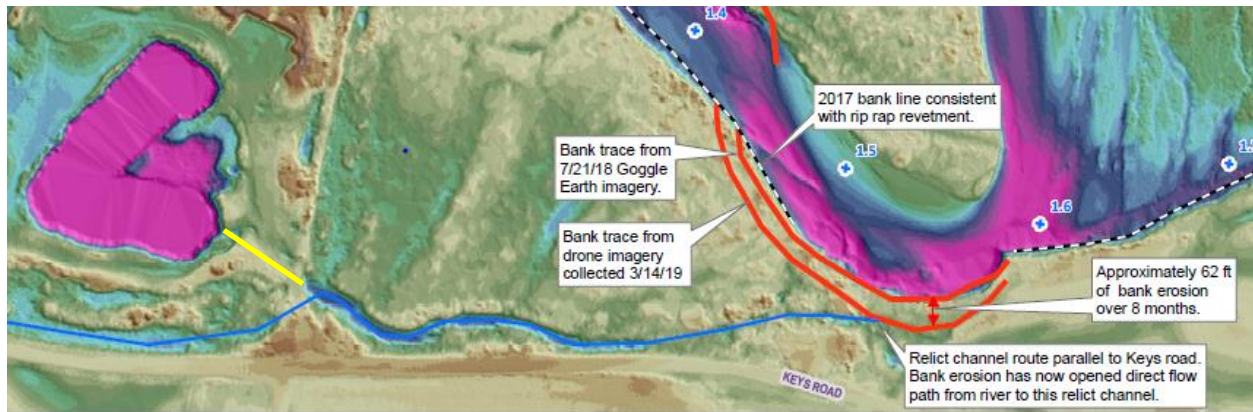 1.4
2017 bank line consistent
with rip rap revetment.
Bank trace from
7/21/18 Goggle
Earth imagery.
1.5
1.6
Bank trace from
drone imagery
collected 3/14/19
Approximately 62 ft
of bank erosion
over 8 months.
Relict channel route parallel to Keys road.
Bank erosion has now opened direct flow
path from river to this relict channel.
KEYS ROAD